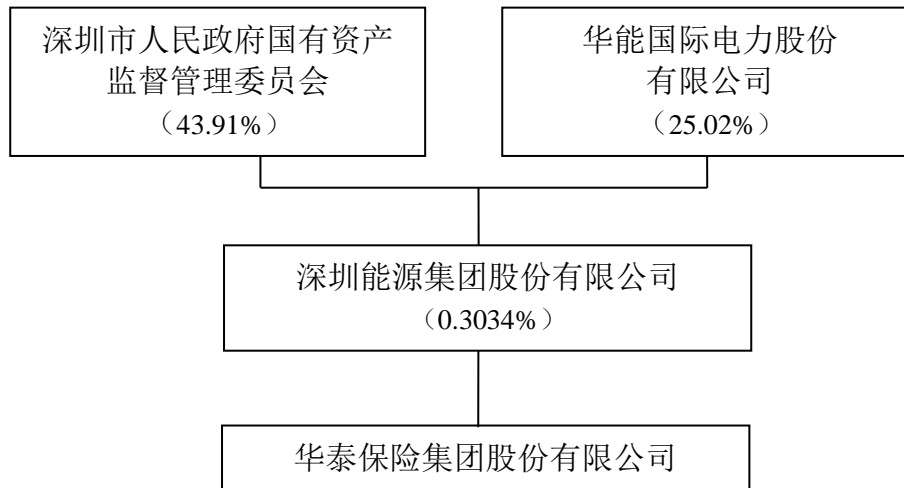 深圳市人民政府国有资产
监督管理委员会
（43.91%）
华能国际电力股份
有限公司
（25.02%）
深圳能源集团股份有限公司
（0.3034%）
华泰保险集团股份有限公司